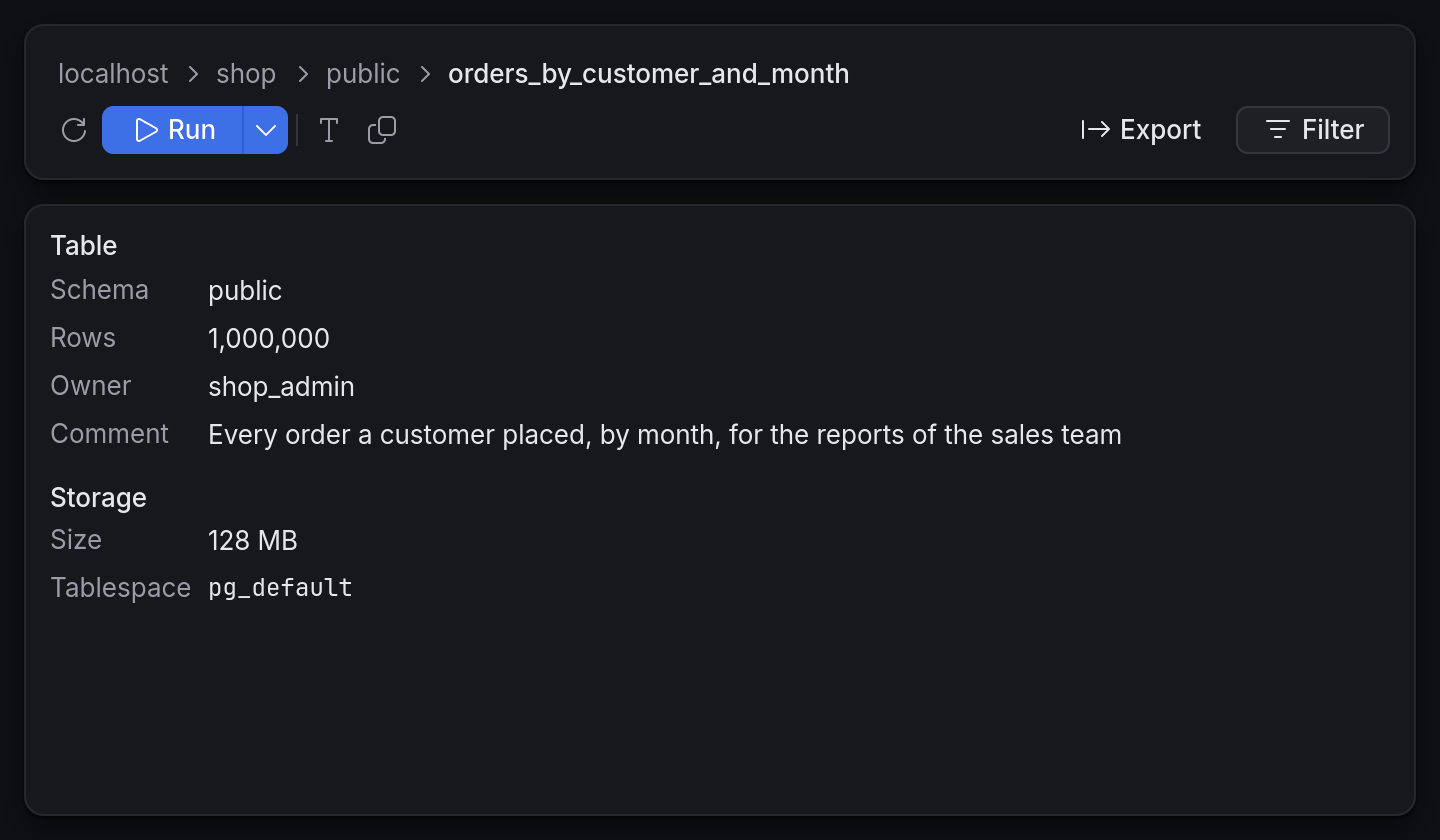 localhost > shop > public > orders_by_customer_and_month
Run Export Filter
Table
Schema public
Rows 1,000,000
Owner shop_admin
Comment Every order a customer placed, by month, for the reports of the sales team
Storage
Size 128 MB
Tablespace pg_default